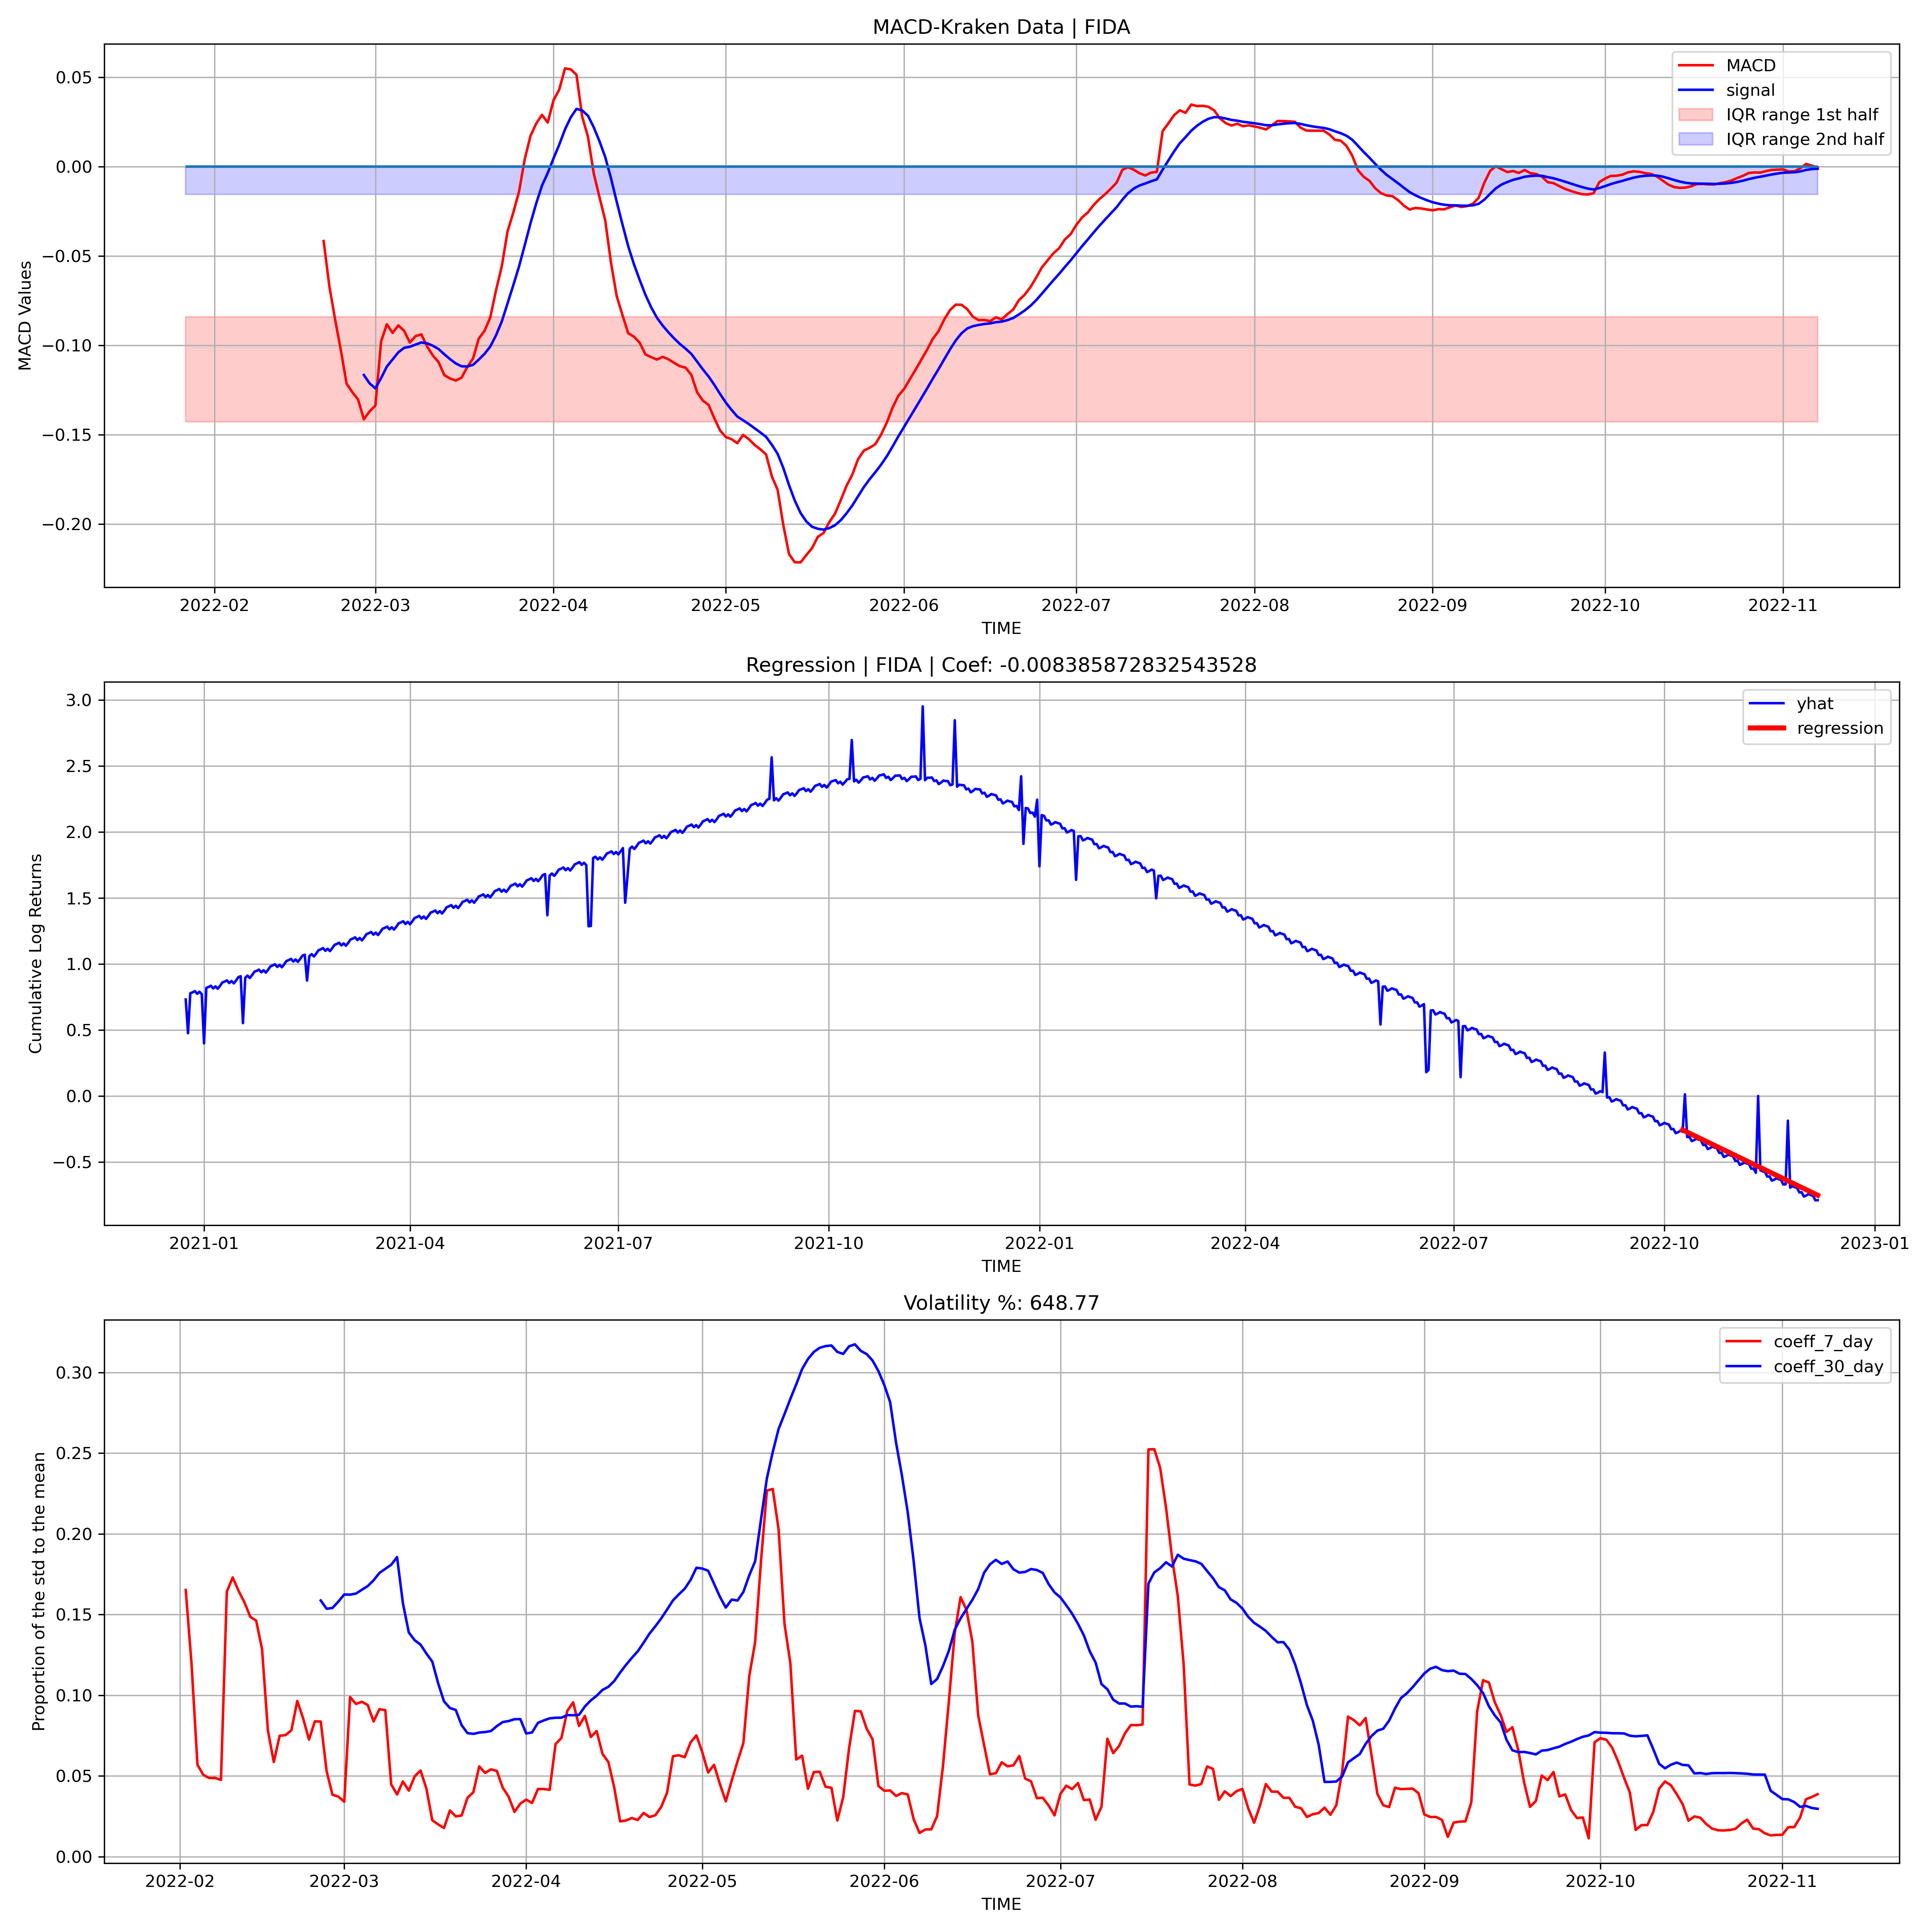 MACD-Kraken Data | FIDA
MACD
signal
IQR range 1st half
IQR range 2nd half
MACD Values
0.05
0.00
−0.05
−0.10
−0.15
−0.20
2022-02 2022-03 2022-04 2022-05 2022-06 2022-07 2022-08 2022-09 2022-10 2022-11
TIME
Regression | FIDA | Coef: -0.008385872832543528
yhat
regression
Cumulative Log Returns
3.0
2.5
2.0
1.5
1.0
0.5
0.0
−0.5
2021-01 2021-04 2021-07 2021-10 2022-01 2022-04 2022-07 2022-10 2023-01
TIME
Volatility %: 648.77
coeff_7_day
coeff_30_day
Proportion of the std to the mean
0.30
0.25
0.20
0.15
0.10
0.05
0.00
2022-02 2022-03 2022-04 2022-05 2022-06 2022-07 2022-08 2022-09 2022-10 2022-11
TIME